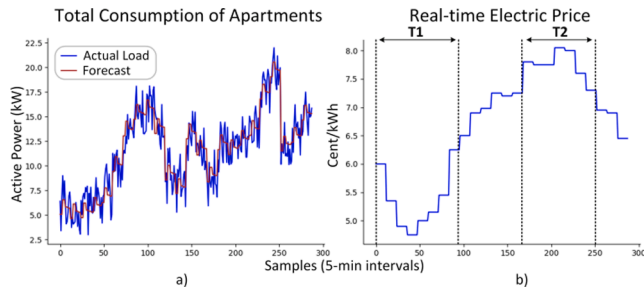 Total Consumption of Apartments
Actual Load
Forecast
Active Power (kW)
22.5
20.0
17.5
15.0
12.5
10.0
7.5
5.0
2.5
0 50 100 150 200 250 300
a)
Real-time Electric Price
T1 T2
Cent/kWh
8.0
7.5
7.0
6.5
6.0
5.5
5.0
0 50 100 150 200 250 300
Samples (5-min intervals)
b)